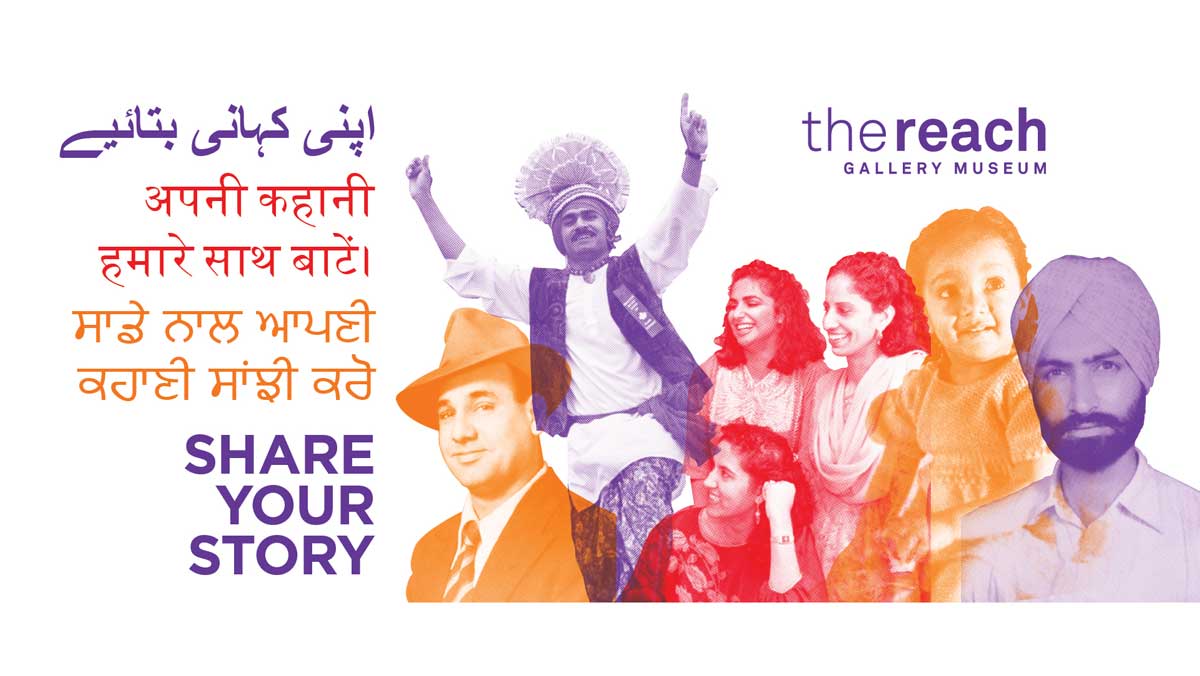 اپنی کہانی بتائیے
अपनी कहानी
हमारे साथ बाटें।
ਸਾਡੇ ਨਾਲ ਆਪਣੀ
ਕਹਾਣੀ ਸਾਂਝੀ ਕਰੋ
SHARE
YOUR
STORY
thereach
GALLERY MUSEUM